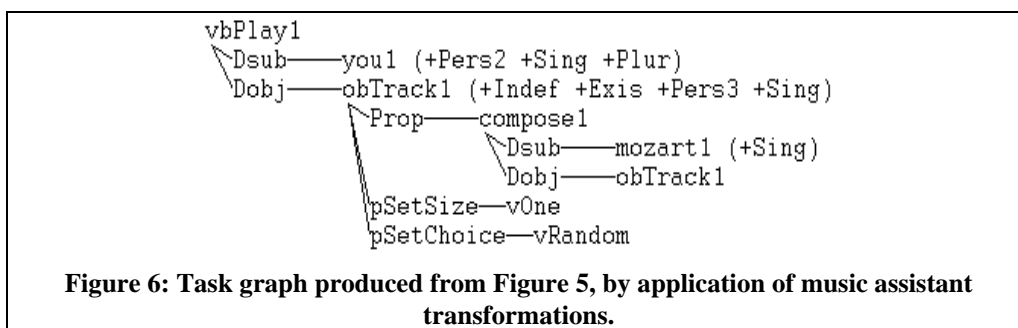 vbPlay1
Dsub you1 (+Pers2 +Sing +Plur)
Dobj obTrack1 (+Indef +Exis +Pers3 +Sing)
Prop compose1
Dsub mozart1 (+Sing)
Dobj obTrack1
pSetSize vOne
pSetChoice vRandom
Figure 6: Task graph produced from Figure 5, by application of music assistant
transformations.